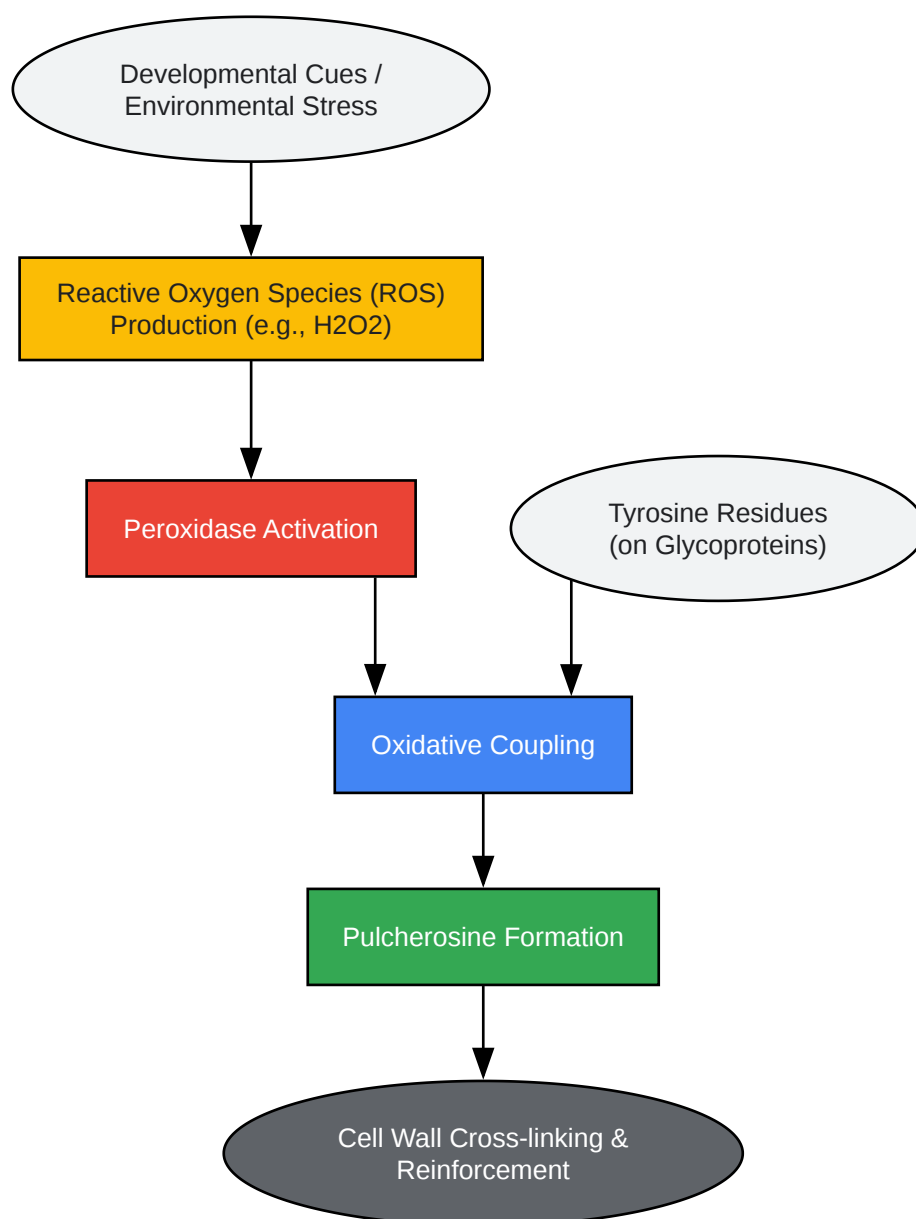 Developmental Cues /
Environmental Stress
Reactive Oxygen Species (ROS)
Production (e.g., H2O2)
Peroxidase Activation
Tyrosine Residues
(on Glycoproteins)
Oxidative Coupling
Pulcherosine Formation
Cell Wall Cross-linking &
Reinforcement